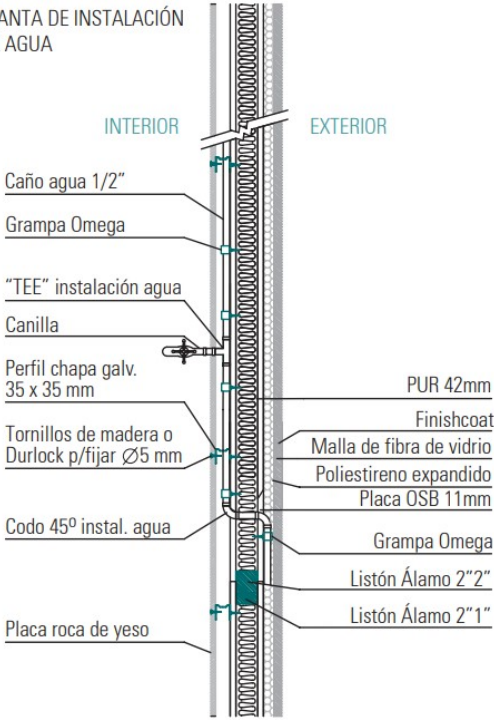 ANTA DE INSTALACIÓN
AGUA
INTERIOR
EXTERIOR
Caño agua 1/2”
Grampa Omega
“TEE” instalación agua
Canilla
Perfil chapa galv.
35 x 35 mm
Tornillos de madera o
Durlock p/fijar Ø5 mm
Codo 45º instal. agua
Placa roca de yeso
PUR 42mm
Finishcoat
Malla de fibra de vidrio
Poliestireno expandido
Placa OSB 11mm
Grampa Omega
Listón Álamo 2”2”
Listón Álamo 2”1”